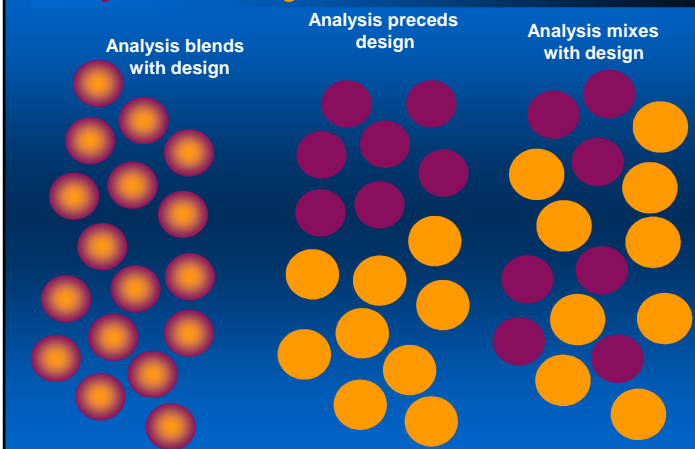 Analysis blends
with design
Analysis preceds
design
Analysis mixes
with design